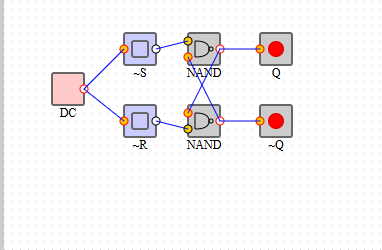 ~S NAND Q
DC
~R NAND ~Q